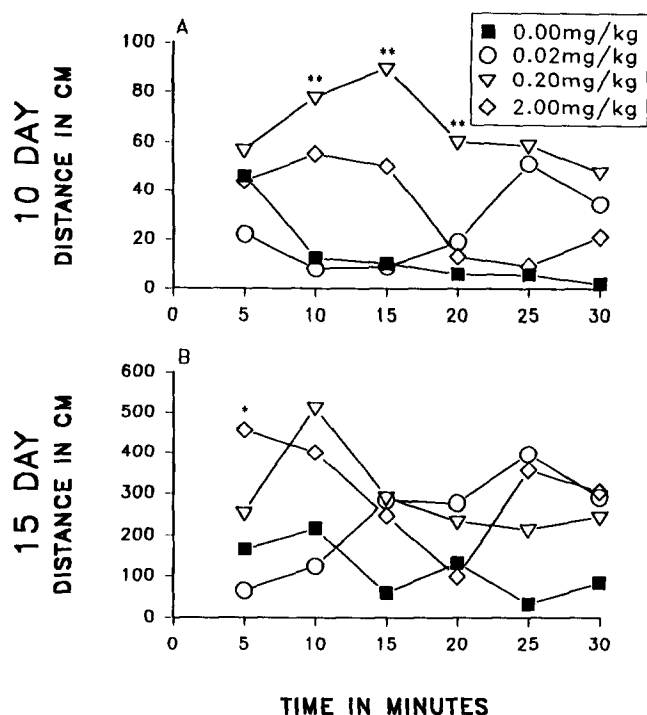 A
0.00mg/kg
0.02mg/kg
0.20mg/kg
2.00mg/kg
10 DAY
DISTANCE IN CM
100
80
60
40
20
0
** ** **
0 5 10 15 20 25 30
B
15 DAY
DISTANCE IN CM
600
500
400
300
200
100
0
*
0 5 10 15 20 25 30
TIME IN MINUTES